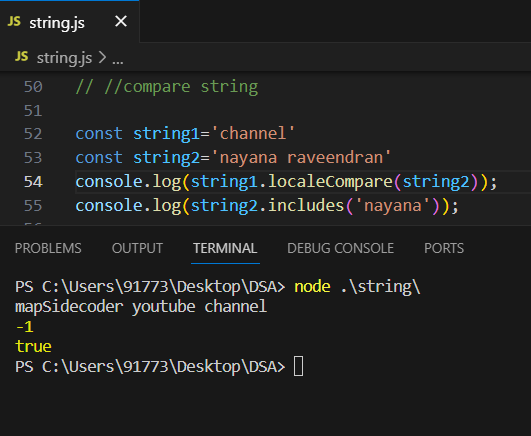 JS string.js ×
JS string.js > ...
50 // //compare string
51
52 const string1='channel'
53 const string2='nayana raveendran'
54 console.log(string1.localeCompare(string2));
55 console.log(string2.includes('nayana'));
PROBLEMS OUTPUT TERMINAL DEBUG CONSOLE PORTS
PS C:\Users\91773\Desktop\DSA> node .\string\
mapSidecoder youtube channel
-1
true
PS C:\Users\91773\Desktop\DSA>